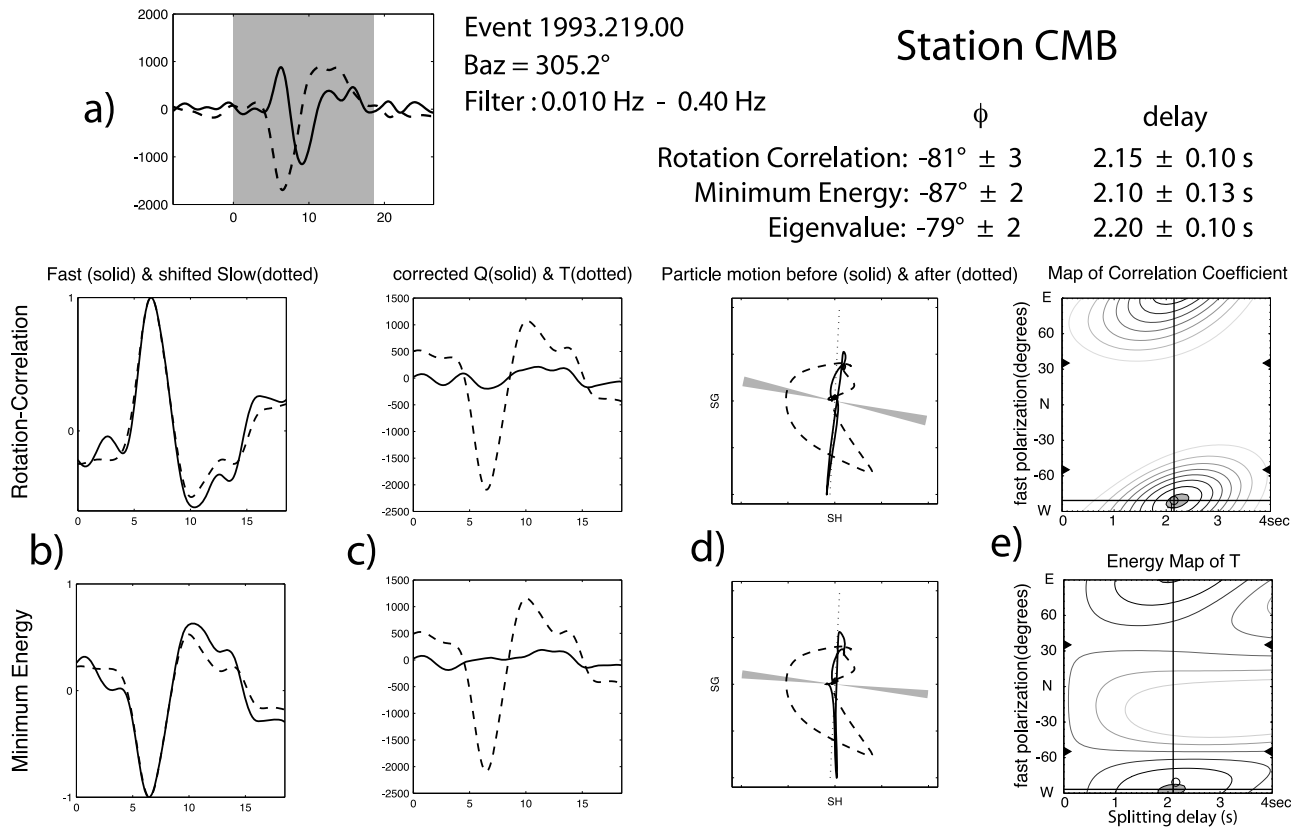 Event 1993.219.00
Baz = 305.2°
Filter : 0.010 Hz - 0.40 Hz
Station CMB
ϕ delay
Rotation Correlation: -81° ± 3 2.15 ± 0.10 s
Minimum Energy: -87° ± 2 2.10 ± 0.13 s
Eigenvalue: -79° ± 2 2.20 ± 0.10 s
a)
2000
1000
0
-1000
-2000
0 10 20
Rotation-Correlation
Fast (solid) & shifted Slow(dotted)
1
0
0 5 10 15
corrected Q(solid) & T(dotted)
1500
1000
500
0
-500
-1000
-1500
-2000
-2500
0 5 10 15
Particle motion before (solid) & after (dotted)
SG
SH
Map of Correlation Coefficient
fast polarization(degrees)
E
60
30
N
-30
-60
W
0 1 2 3 4sec
b)
c)
d)
e)
Minimum Energy
1
0
-1
0 5 10 15
1500
1000
500
0
-500
-1000
-1500
-2000
-2500
0 5 10 15
SG
SH
Energy Map of T
fast polarization(degrees)
E
60
30
N
-30
-60
W
0 1 2 3 4sec
Splitting delay (s)